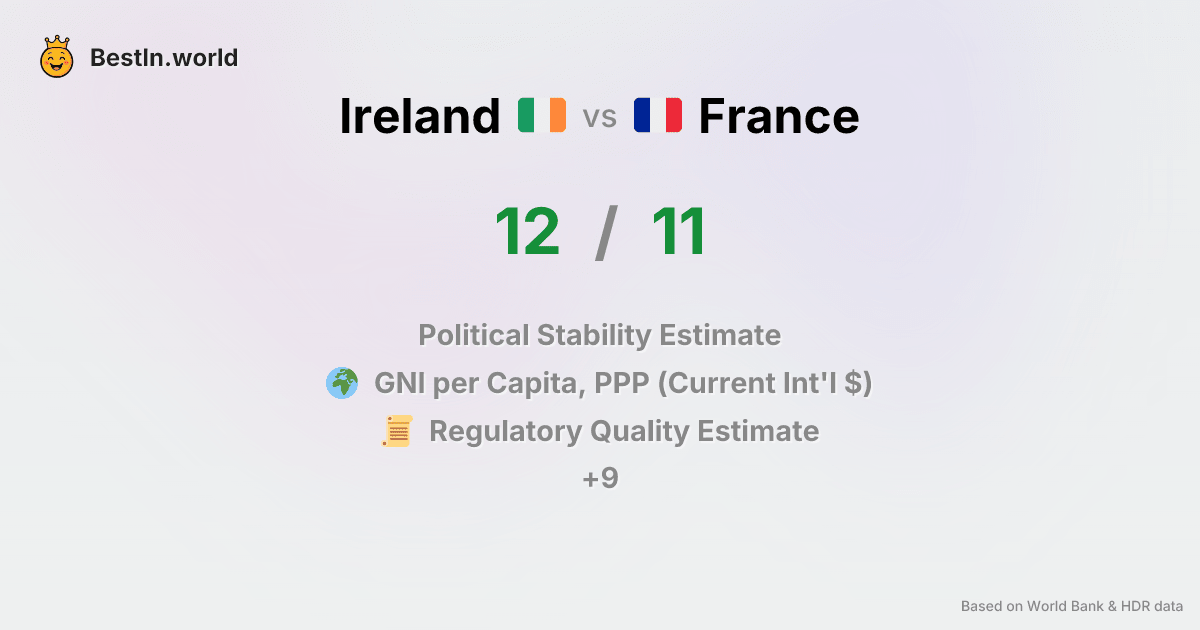 BestIn.world
Ireland vs France
12 / 11
Political Stability Estimate
GNI per Capita, PPP (Current Int'l $)
Regulatory Quality Estimate
+9
Based on World Bank & HDR data